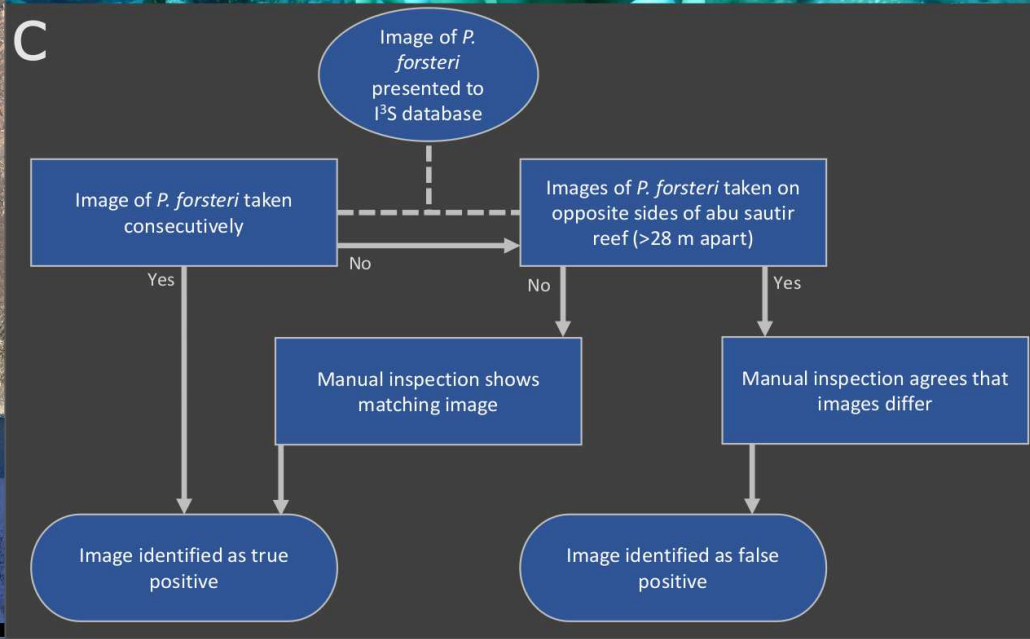 C
Image of P.
forsteri
presented to
I³S database
Image of P. forsteri taken
consecutively
Images of P. forsteri taken on
opposite sides of abu sautir
reef (>28 m apart)
No
Yes
No
Yes
Manual inspection shows
matching image
Manual inspection agrees that
images differ
Image identified as true
positive
Image identified as false
positive